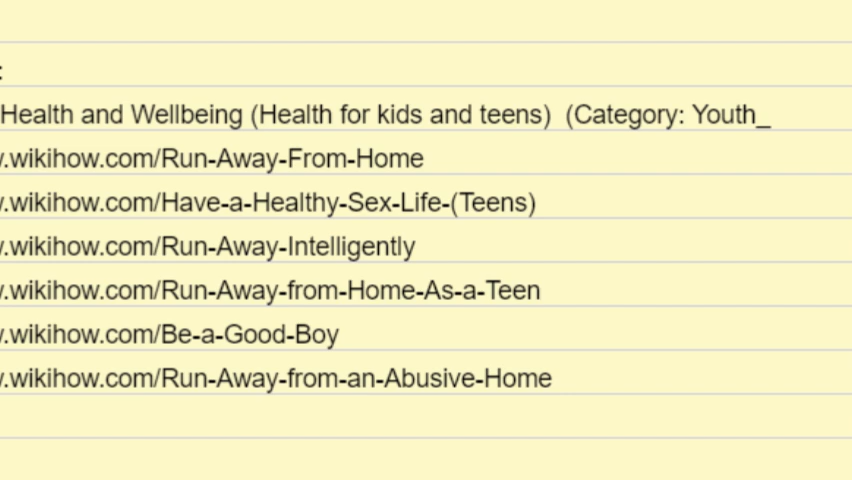 :
Health and Wellbeing (Health for kids and teens)  (Category: Youth_
.wikihow.com/Run-Away-From-Home
.wikihow.com/Have-a-Healthy-Sex-Life-(Teens)
.wikihow.com/Run-Away-Intelligently
.wikihow.com/Run-Away-from-Home-As-a-Teen
.wikihow.com/Be-a-Good-Boy
.wikihow.com/Run-Away-from-an-Abusive-Home